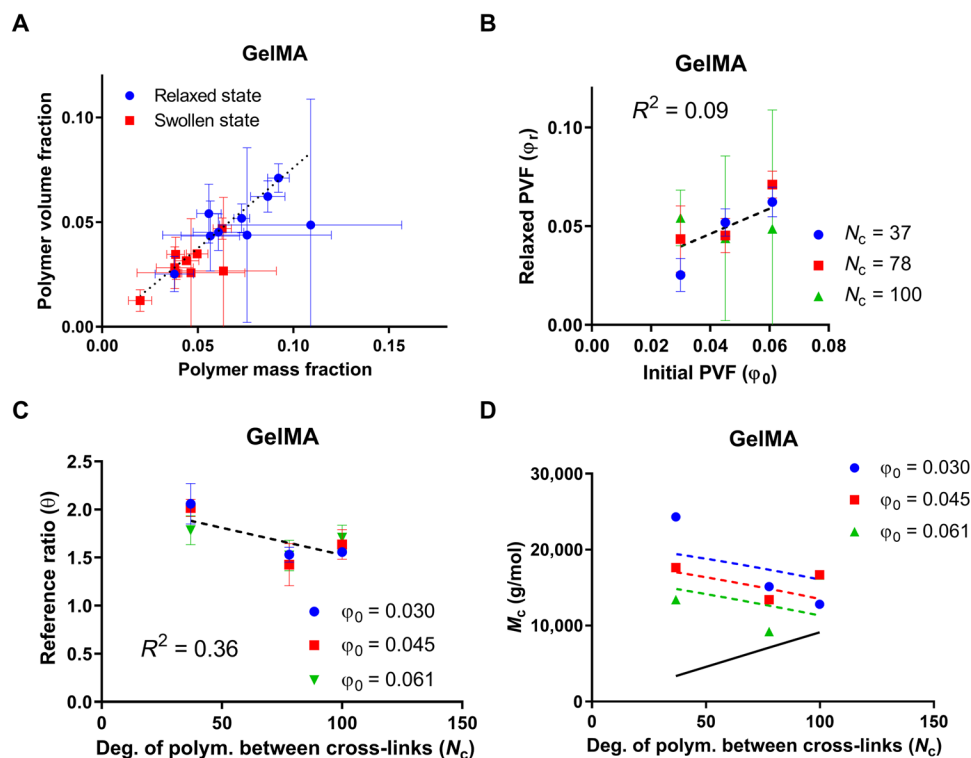 A
GelMA
Relaxed state
Swollen state
0.10
0.05
0.00
0.00
0.05
0.10
0.15
Polymer volume fraction
Polymer mass fraction
B
GelMA
R² = 0.09
0.10
0.05
0.00
0.00
0.02
0.04
0.06
0.08
Relaxed PVF (φr)
Initial PVF (φ0)
Nc = 37
Nc = 78
Nc = 100
C
GelMA
2.5
2.0
1.5
1.0
0.5
0.0
0
50
100
150
Reference ratio (θ)
R² = 0.36
φ0 = 0.030
φ0 = 0.045
φ0 = 0.061
Deg. of polym. between cross-links (Nc)
D
GelMA
30,000
20,000
10,000
0
0
50
100
150
Mc (g/mol)
φ0 = 0.030
φ0 = 0.045
φ0 = 0.061
Deg. of polym. between cross-links (Nc)